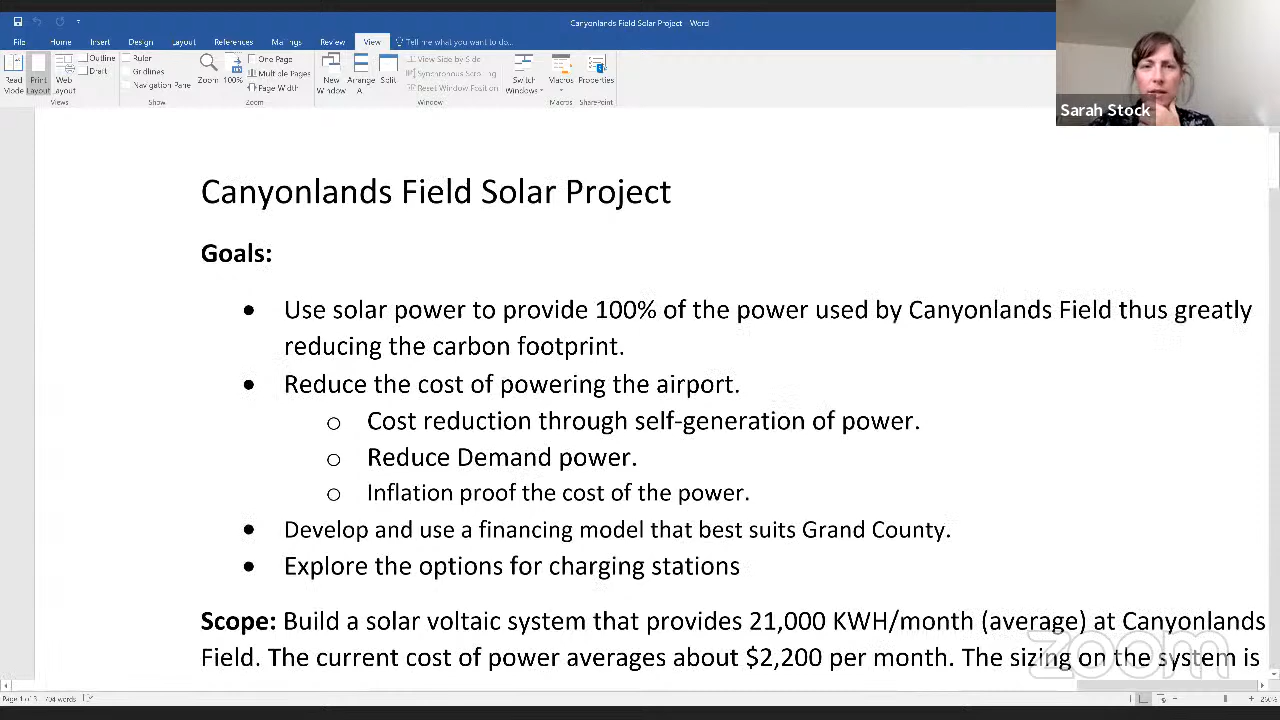 Canyonlands Field Solar Project - Word
File Home Insert Design Layout References Mailings Review View Tell me what you want to do...
Read Mode
Print Layout
Web Layout
Outline
Draft
Views
Ruler
Gridlines
Navigation Pane
Show
Zoom
100%
One Page
Multiple Pages
Page Width
Zoom
New Window
Arrange
Split
View Side by Side
Synchronous Scrolling
Reset Window Position
Window
Switch Windows
Macros
Macros
Properties
SharePoint
Sarah Stock
Canyonlands Field Solar Project
Goals:
• Use solar power to provide 100% of the power used by Canyonlands Field thus greatly
reducing the carbon footprint.
• Reduce the cost of powering the airport.
o Cost reduction through self-generation of power.
o Reduce Demand power.
o Inflation proof the cost of the power.
• Develop and use a financing model that best suits Grand County.
• Explore the options for charging stations
Scope: Build a solar voltaic system that provides 21,000 KWH/month (average) at Canyonlands
Field. The current cost of power averages about $2,200 per month. The sizing on the system is
zoom
Page 1 of 3 704 words
260%